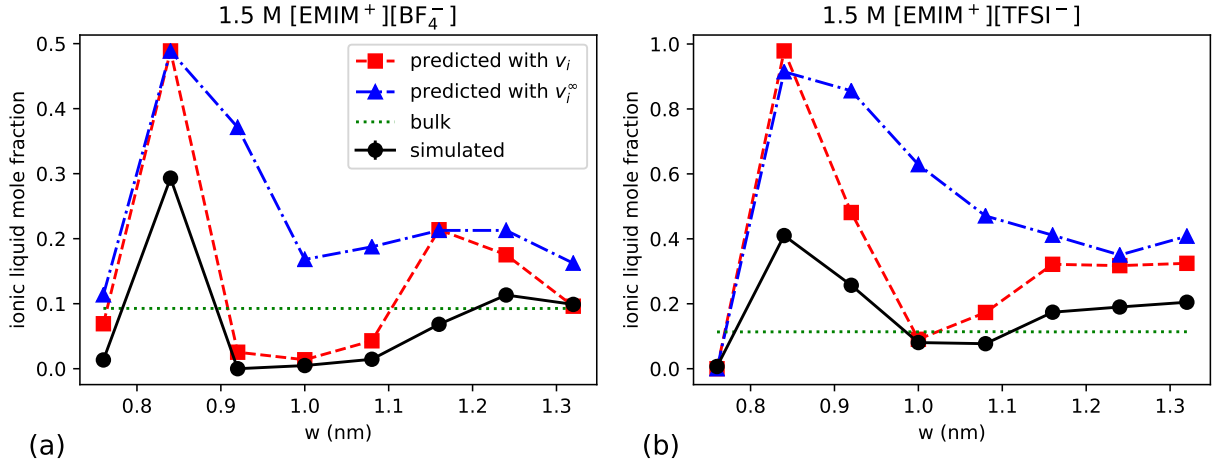 1.5 M [EMIM⁺][BF₄⁻]
ionic liquid mole fraction
0.5
0.4
0.3
0.2
0.1
0.0
predicted with vᵢ
predicted with vᵢ^∞
bulk
simulated
0.8 0.9 1.0 1.1 1.2 1.3
w (nm)
(a)
1.5 M [EMIM⁺][TFSI⁻]
ionic liquid mole fraction
1.0
0.8
0.6
0.4
0.2
0.0
0.8 0.9 1.0 1.1 1.2 1.3
w (nm)
(b)